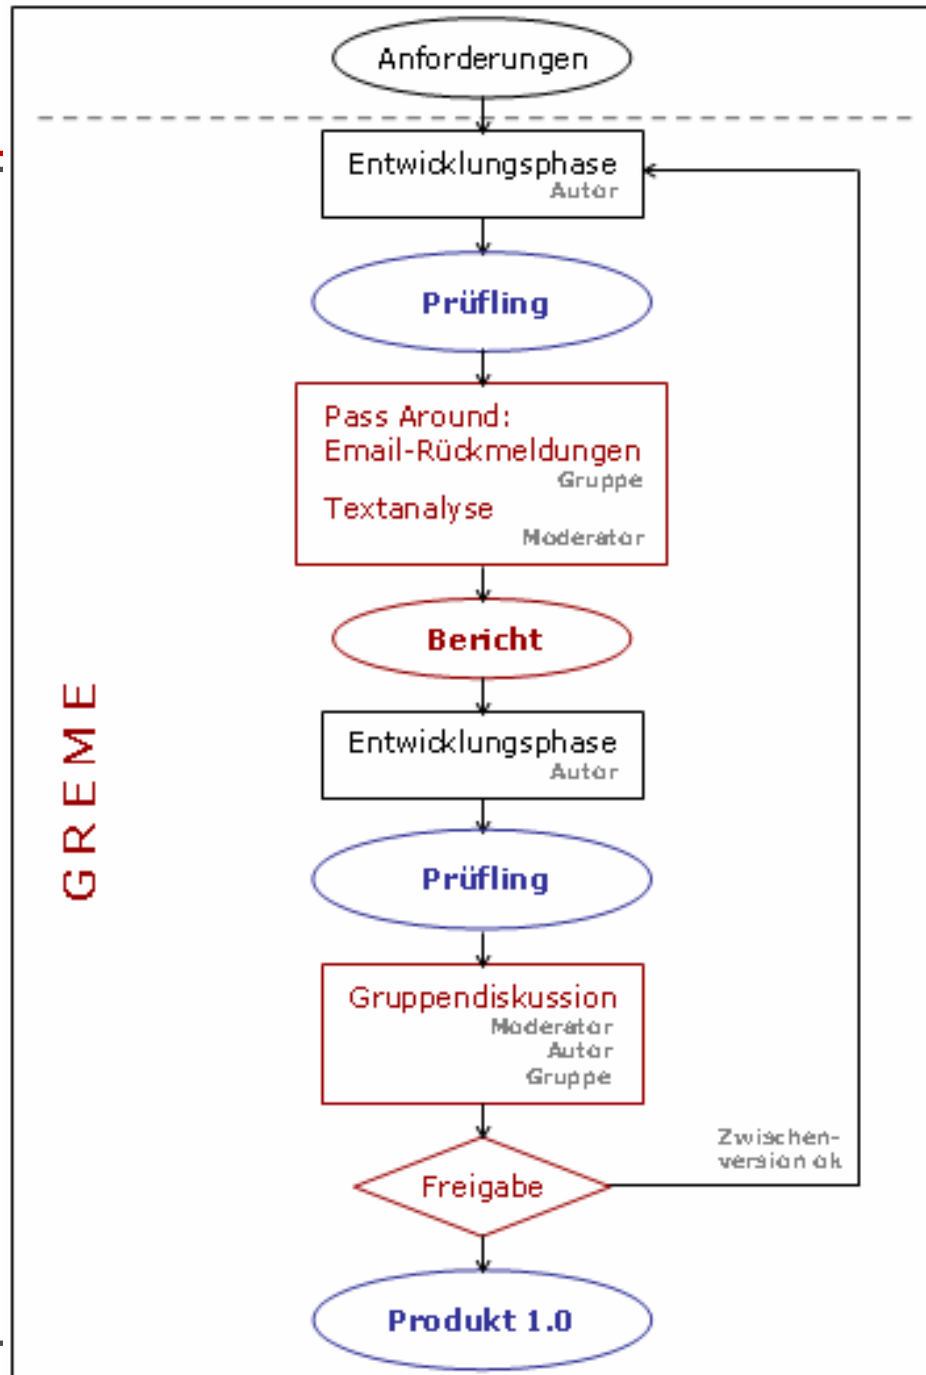 Anforderungen
Entwicklungsphase
Autor
Prüfling
Pass Around:
Email-Rückmeldungen
Gruppe
Textanalyse
Moderator
Bericht
Entwicklungsphase
Autor
Prüfling
Gruppendiskussion
Moderator
Autor
Gruppe
Zwischen-
version ok
Freigabe
Produkt 1.0
GREME